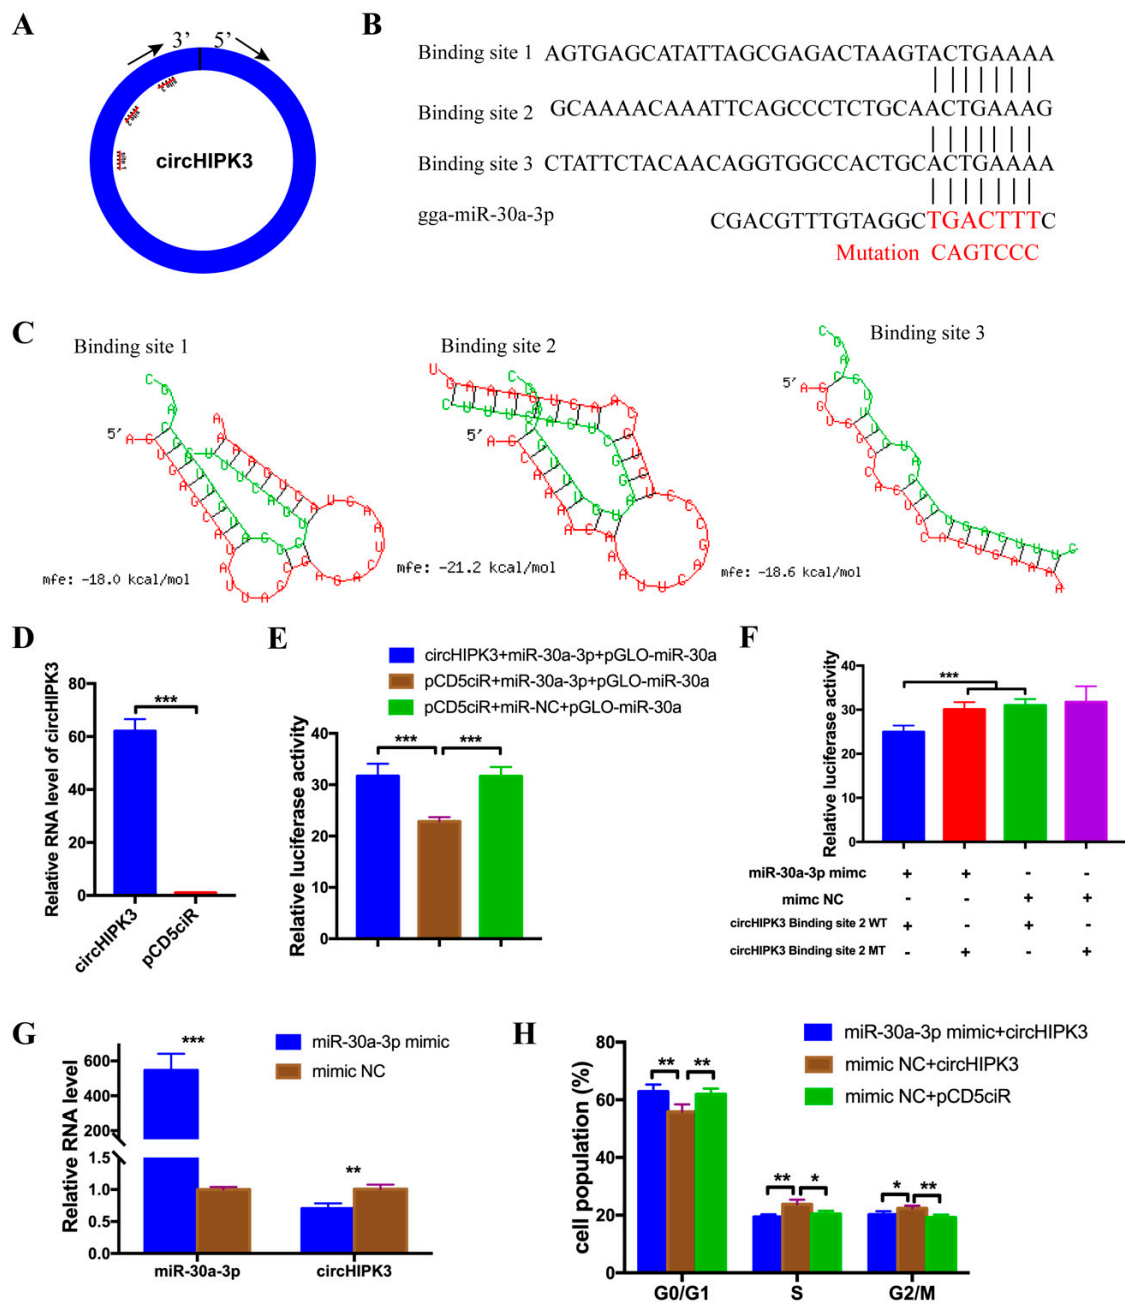 A
3’ 5’
circHIPK3
B
Binding site 1 AGTGAGCATATTAGCGAGACTAAGTACTGAAAA
Binding site 2 GCAAAACAAATTCAGCCCTCTGCAACTGAAAG
Binding site 3 CTATTCTACAACAGGTGGCCACTGCACTGAAAA
gga-miR-30a-3p CGACGTTTGTAGGCTGACTTTC
Mutation CAGTCCC
C
Binding site 1
5'
mfe: -18.0 kcal/mol
Binding site 2
5'
mfe: -21.2 kcal/mol
Binding site 3
5'
mfe: -18.6 kcal/mol
D
Relative RNA level of circHIPK3
80
60
40
20
0
***
circHIPK3
pCD5ciR
E
circHIPK3+miR-30a-3p+pGLO-miR-30a
pCD5ciR+miR-30a-3p+pGLO-miR-30a
pCD5ciR+miR-NC+pGLO-miR-30a
Relative luciferase activity
40
30
20
10
0
*** ***
F
Relative luciferase activity
40
30
20
10
0
***
miR-30a-3p mimc + + - -
mimc NC - - + +
circHIPK3 Binding site 2 WT + - + -
circHIPK3 Binding site 2 MT - + - +
G
miR-30a-3p mimic
mimic NC
Relative RNA level
600
400
200
1.5
1.0
0.5
0.0
***
**
miR-30a-3p circHIPK3
H
miR-30a-3p mimic+circHIPK3
mimic NC+circHIPK3
mimic NC+pCD5ciR
cell population (%)
80
60
40
20
0
** **
** *
* **
G0/G1 S G2/M